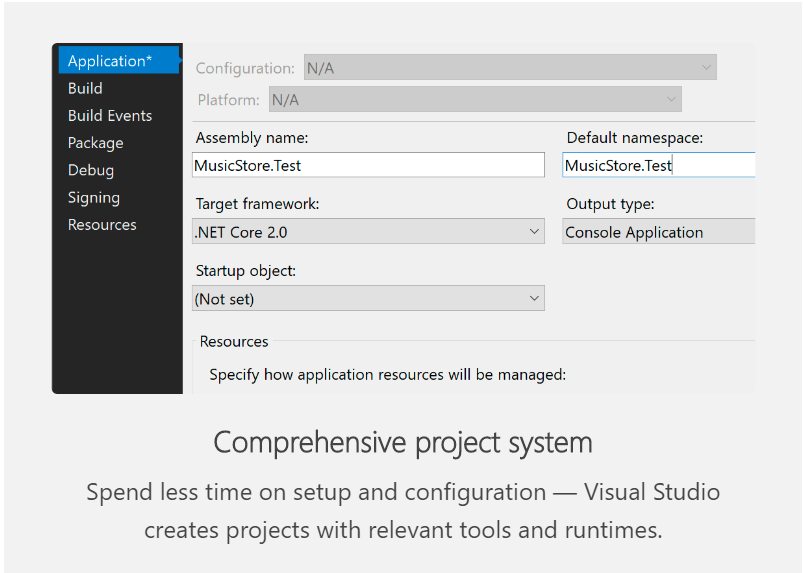 Application*
Build
Build Events
Package
Debug
Signing
Resources
Configuration: N/A
Platform: N/A
Assembly name:
MusicStore.Test
Default namespace:
MusicStore.Test
Target framework:
.NET Core 2.0
Output type:
Console Application
Startup object:
(Not set)
Resources
Specify how application resources will be managed:
Comprehensive project system
Spend less time on setup and configuration — Visual Studio
creates projects with relevant tools and runtimes.